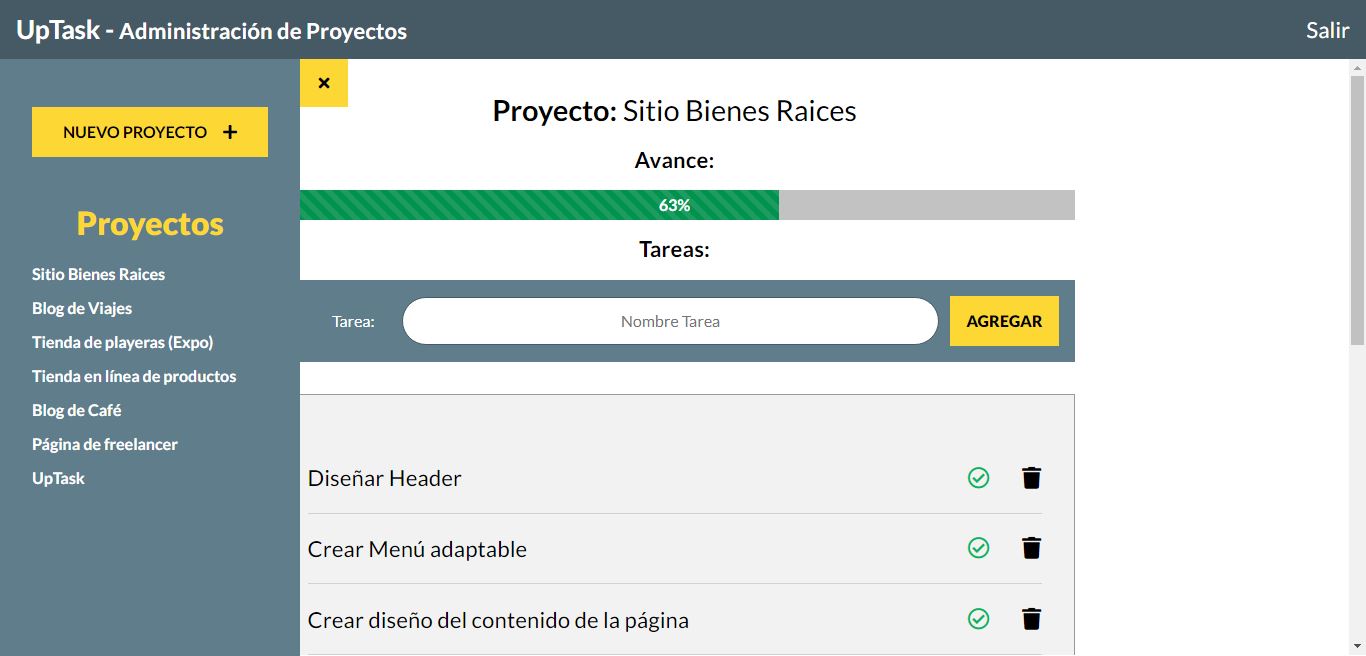 UpTask - Administración de Proyectos
Salir
NUEVO PROYECTO +
Proyectos
Sitio Bienes Raices
Blog de Viajes
Tienda de playeras (Expo)
Tienda en línea de productos
Blog de Café
Página de freelancer
UpTask
Proyecto: Sitio Bienes Raices
Avance:
63%
Tareas:
Tarea:
Nombre Tarea
AGREGAR
Diseñar Header
Crear Menú adaptable
Crear diseño del contenido de la página